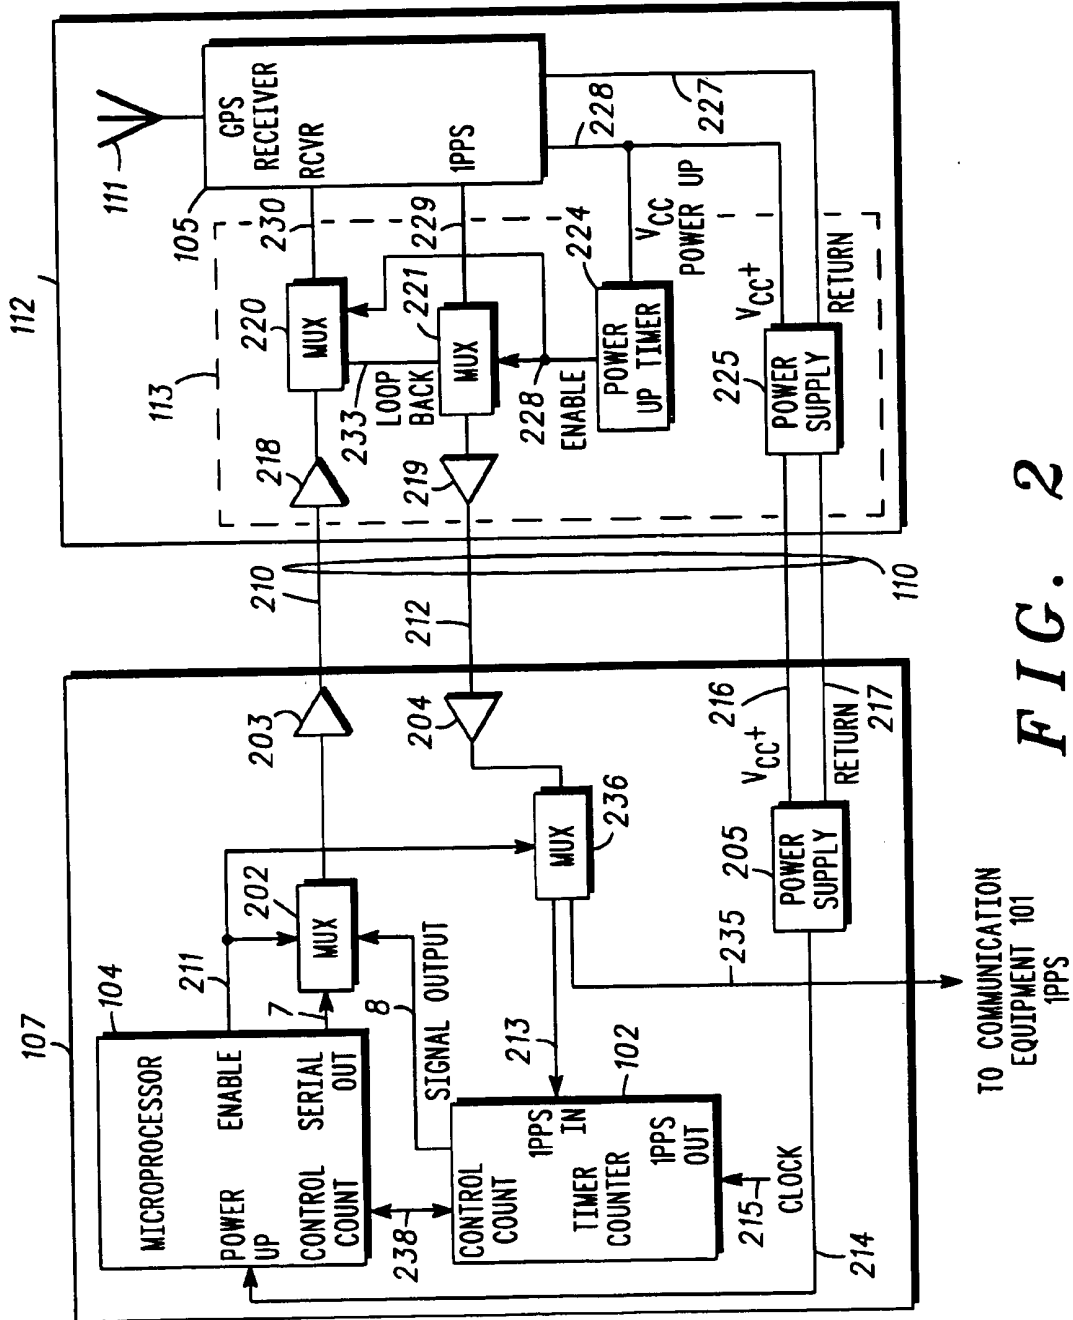 107
104
MICROPROCESSOR
POWER
UP
ENABLE
CONTROL
COUNT
SERIAL
OUT
211
7
202
MUX
203
210
8
SIGNAL OUTPUT
238
CONTROL
COUNT
1PPS
IN
TIMER
COUNTER
1PPS
OUT
102
213
215
CLOCK
214
MUX
236
204
212
235
TO COMMUNICATION
EQUIPMENT 101
1PPS
205
POWER
SUPPLY
VCC+
216
RETURN
217
110
112
113
218
220
MUX
230
105
111
GPS
RECEIVER
RCVR
1PPS
233
LOOP
BACK
219
221
MUX
229
228
ENABLE
224
POWER
UP TIMER
VCC
POWER UP
228
227
225
POWER
SUPPLY
VCC+
RETURN
FIG. 2